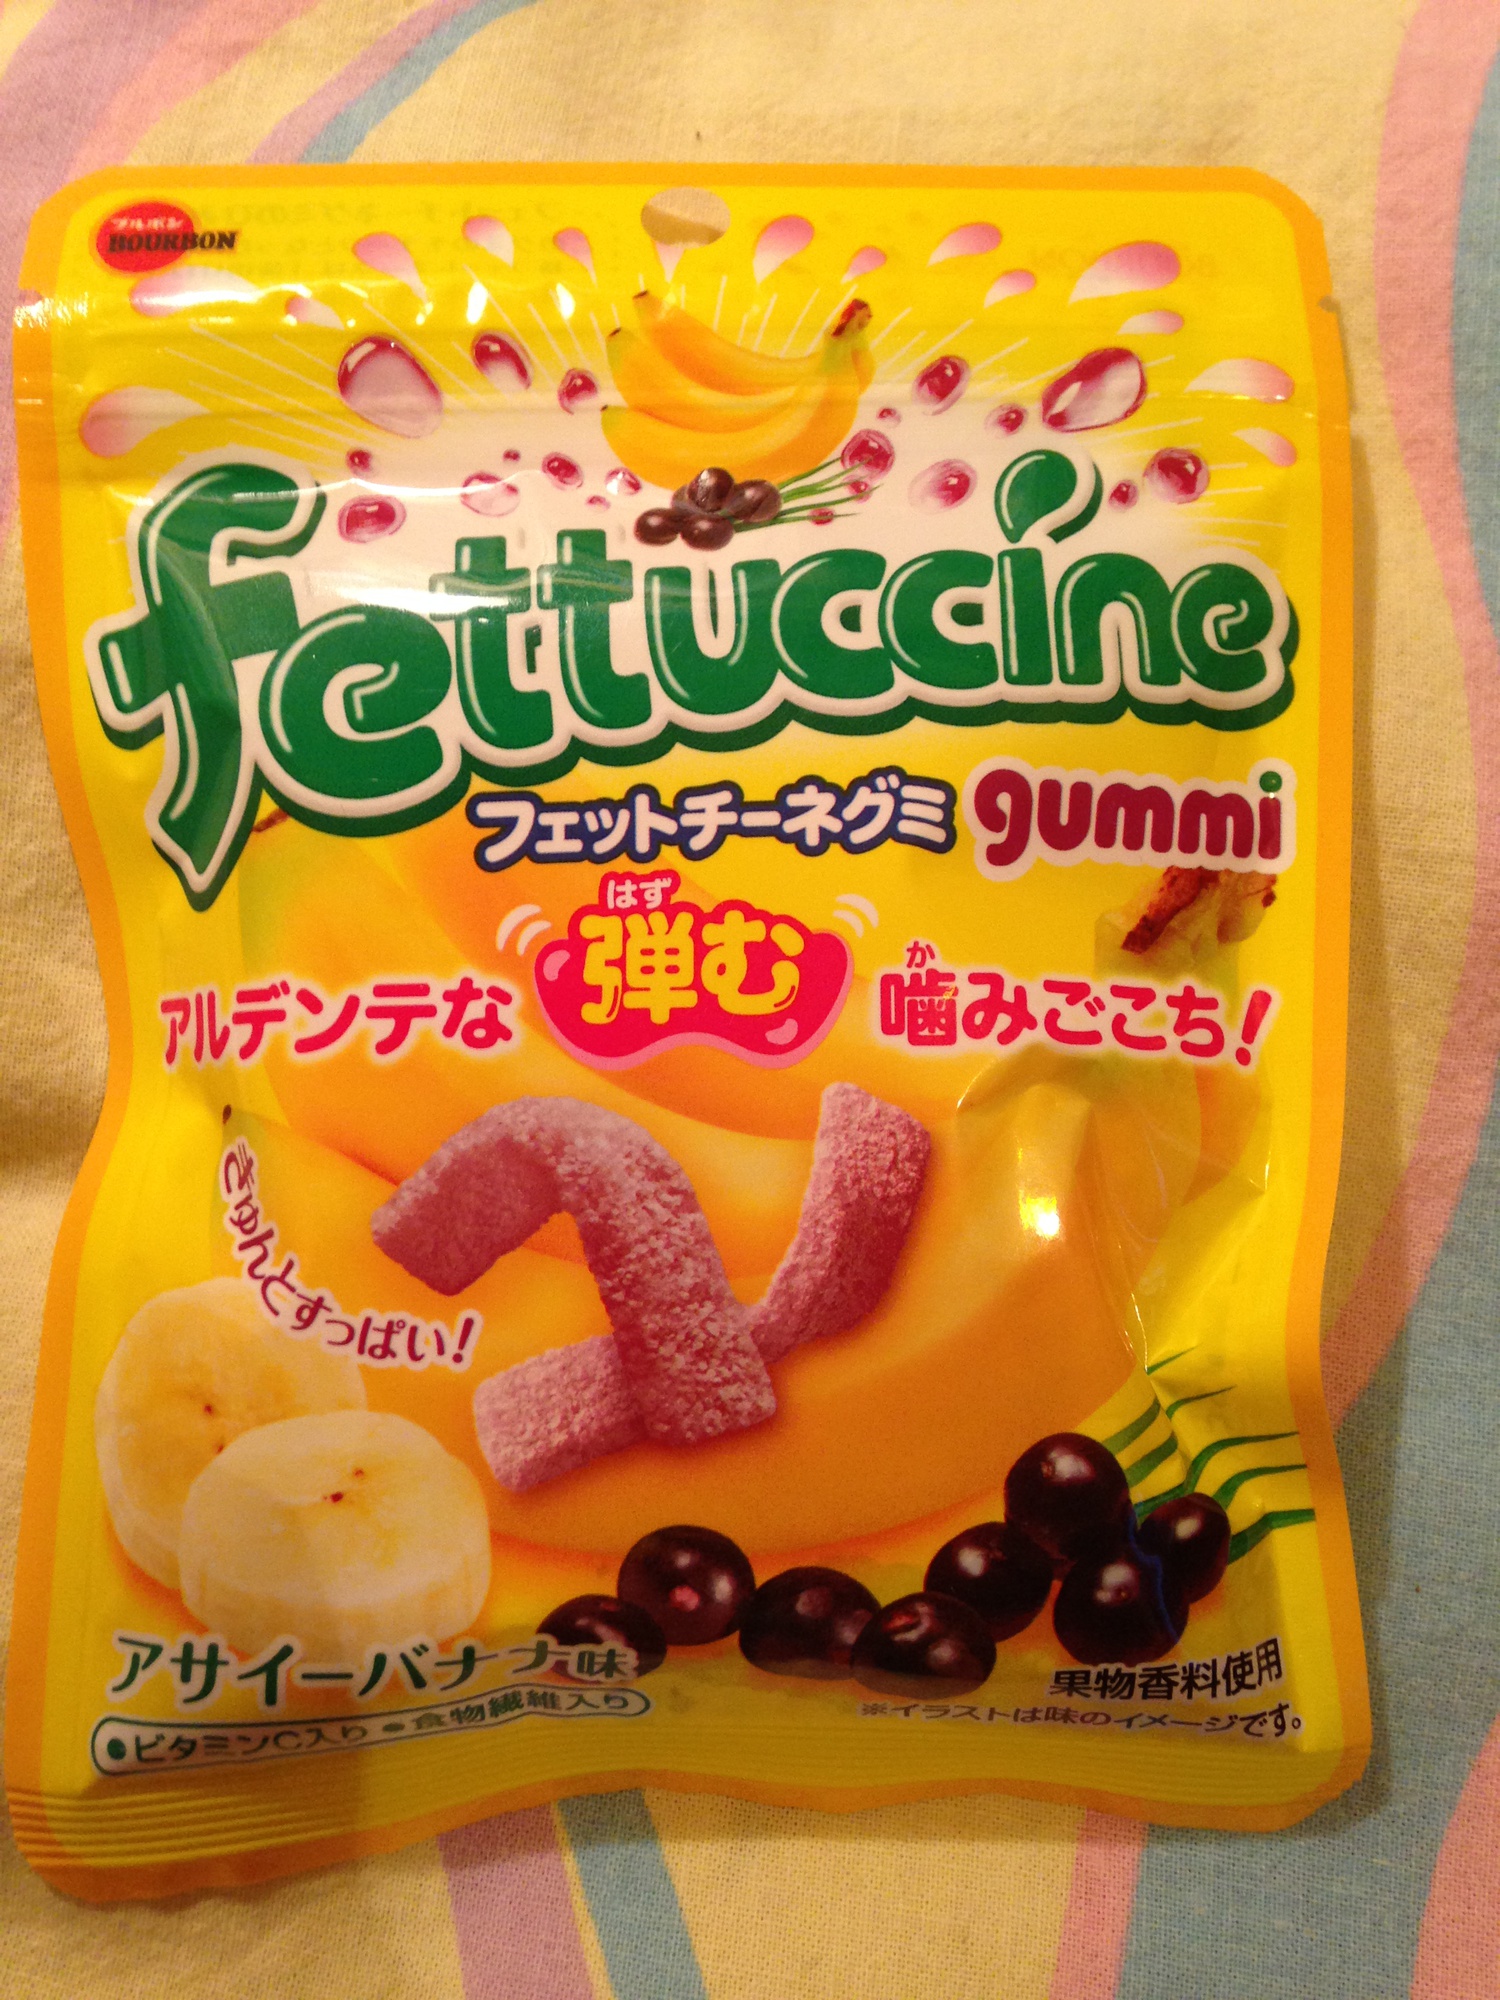 ブルボン
BOURBON
fettuccine
フェットチーネグミ gummi
はず
アルデンテな 弾む 噛みごこち!
か
きゅんとすっぱい!
アサイーバナナ味
●ビタミンC入り ●食物繊維入り
果物香料使用
※イラストは味のイメージです。